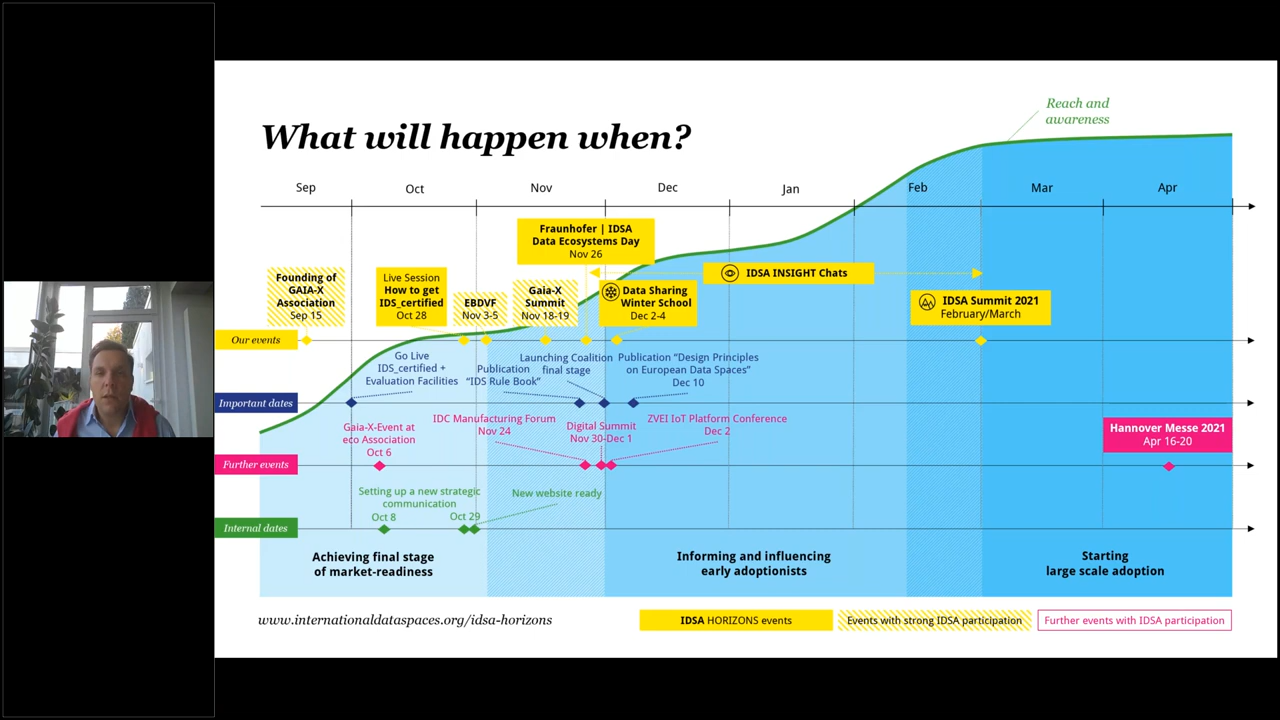 Reach and
awareness
What will happen when?
Sep
Oct
Nov
Dec
Jan
Feb
Mar
Apr
Fraunhofer | IDSA
Data Ecosystems Day
Nov 26
IDSA INSIGHT Chats
Founding of
GAIA-X
Association
Sep 15
Live Session
How to get
IDS_certified
Oct 28
EBDVF
Nov 3-5
Gaia-X
Summit
Nov 18-19
Data Sharing
Winter School
Dec 2-4
IDSA Summit 2021
February/March
Our events
Go Live
IDS_certified +
Evaluation Facilities
Publication
“IDS Rule Book”
Launching Coalition
final stage
Publication “Design Principles
on European Data Spaces”
Dec 10
Important dates
Gaia-X-Event at
eco Association
Oct 6
IDC Manufacturing Forum
Nov 24
Digital Summit
Nov 30-Dec 1
ZVEI IoT Platform Conference
Dec 2
Hannover Messe 2021
Apr 16-20
Further events
Setting up a new strategic
communication
Oct 8
Oct 29
New website ready
Internal dates
Achieving final stage
of market-readiness
Informing and influencing
early adoptionists
Starting
large scale adoption
www.internationaldataspaces.org/idsa-horizons
IDSA HORIZONS events
Events with strong IDSA participation
Further events with IDSA participation